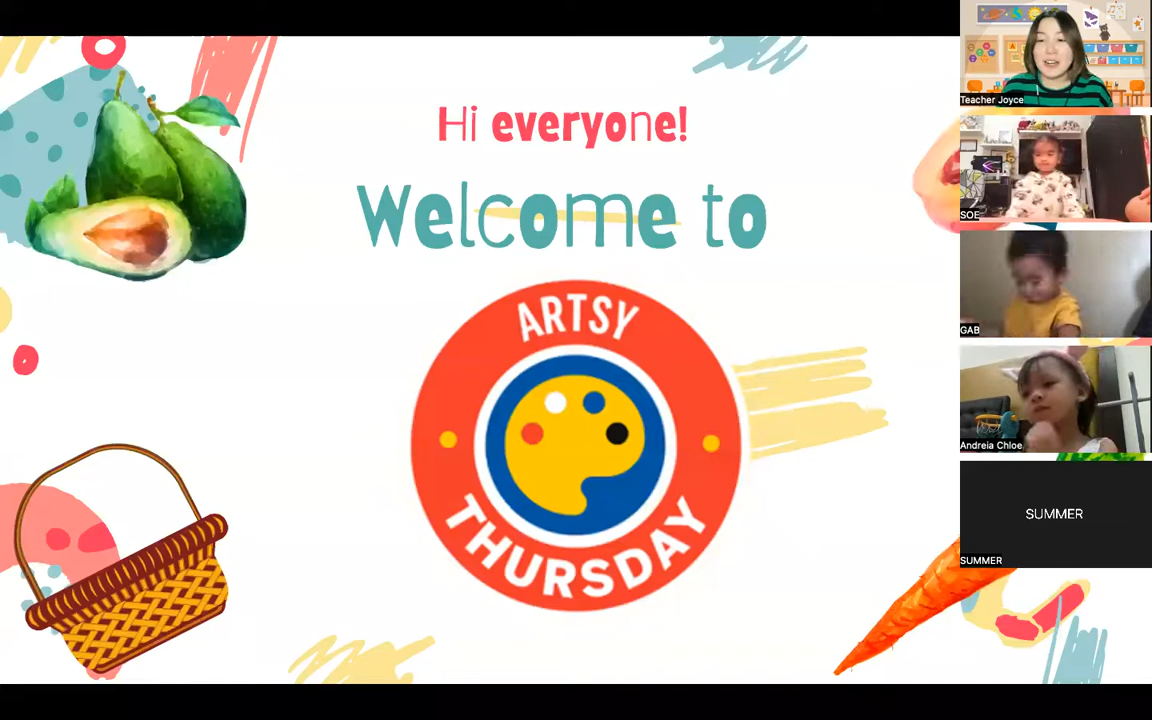 Hi everyone!
Welcome to
ARTSY
THURSDAY
Teacher Joyce
SOE
GAB
Andreia Chloe
SUMMER
SUMMER